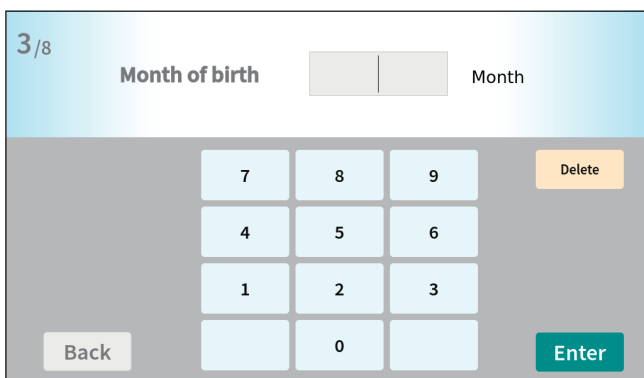 3/8
Month of birth Month
7 8 9 Delete
4 5 6
1 2 3
Back 0 Enter